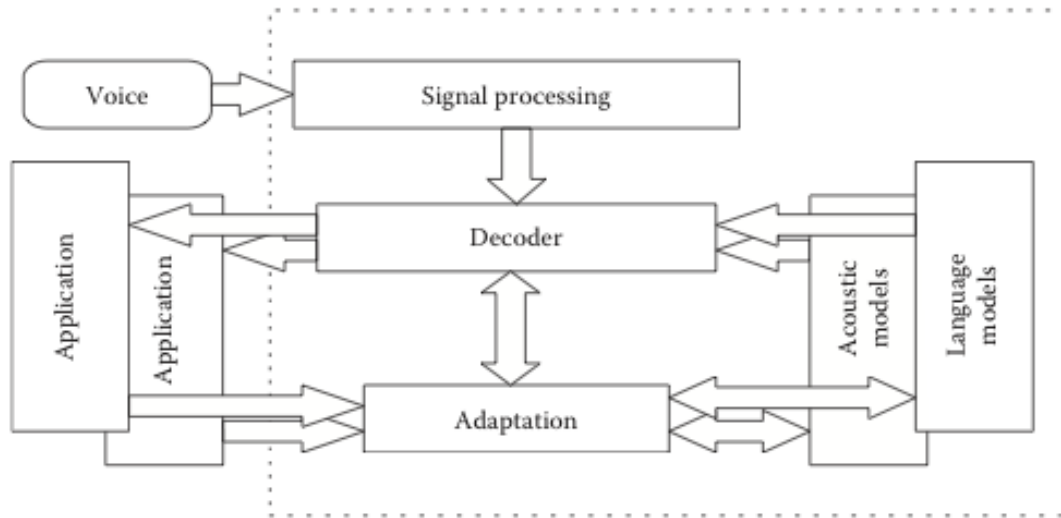 Voice
Signal processing
Decoder
Application
Application
Acoustic
models
Language
models
Adaptation